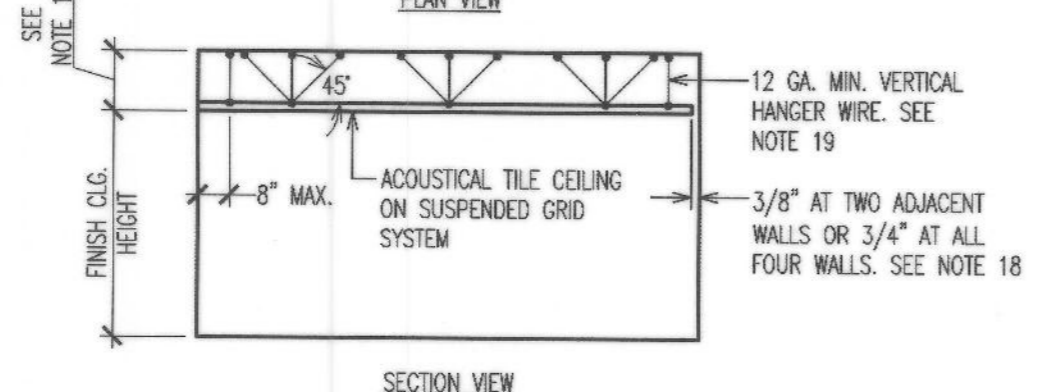 PLAN VIEW
SEE
NOTE 1
45°
12 GA. MIN. VERTICAL
HANGER WIRE. SEE
NOTE 19
FINISH CLG.
HEIGHT
8" MAX.
ACOUSTICAL TILE CEILING
ON SUSPENDED GRID
SYSTEM
3/8" AT TWO ADJACENT
WALLS OR 3/4" AT ALL
FOUR WALLS. SEE NOTE 18
SECTION VIEW